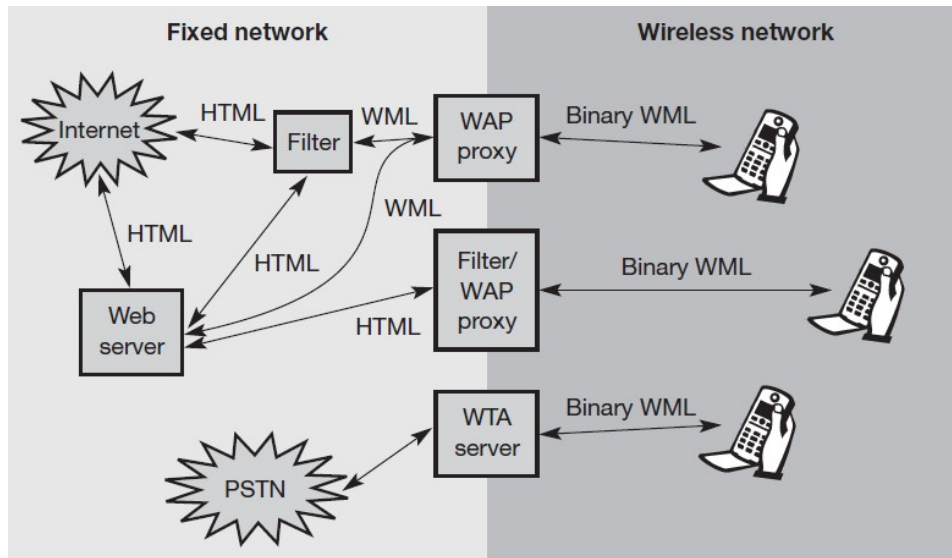 Fixed network
Wireless network
Internet
HTML
Filter
WML
WAP
proxy
Binary WML
HTML
HTML
WML
Web
server
HTML
Filter/
WAP
proxy
Binary WML
PSTN
WTA
server
Binary WML